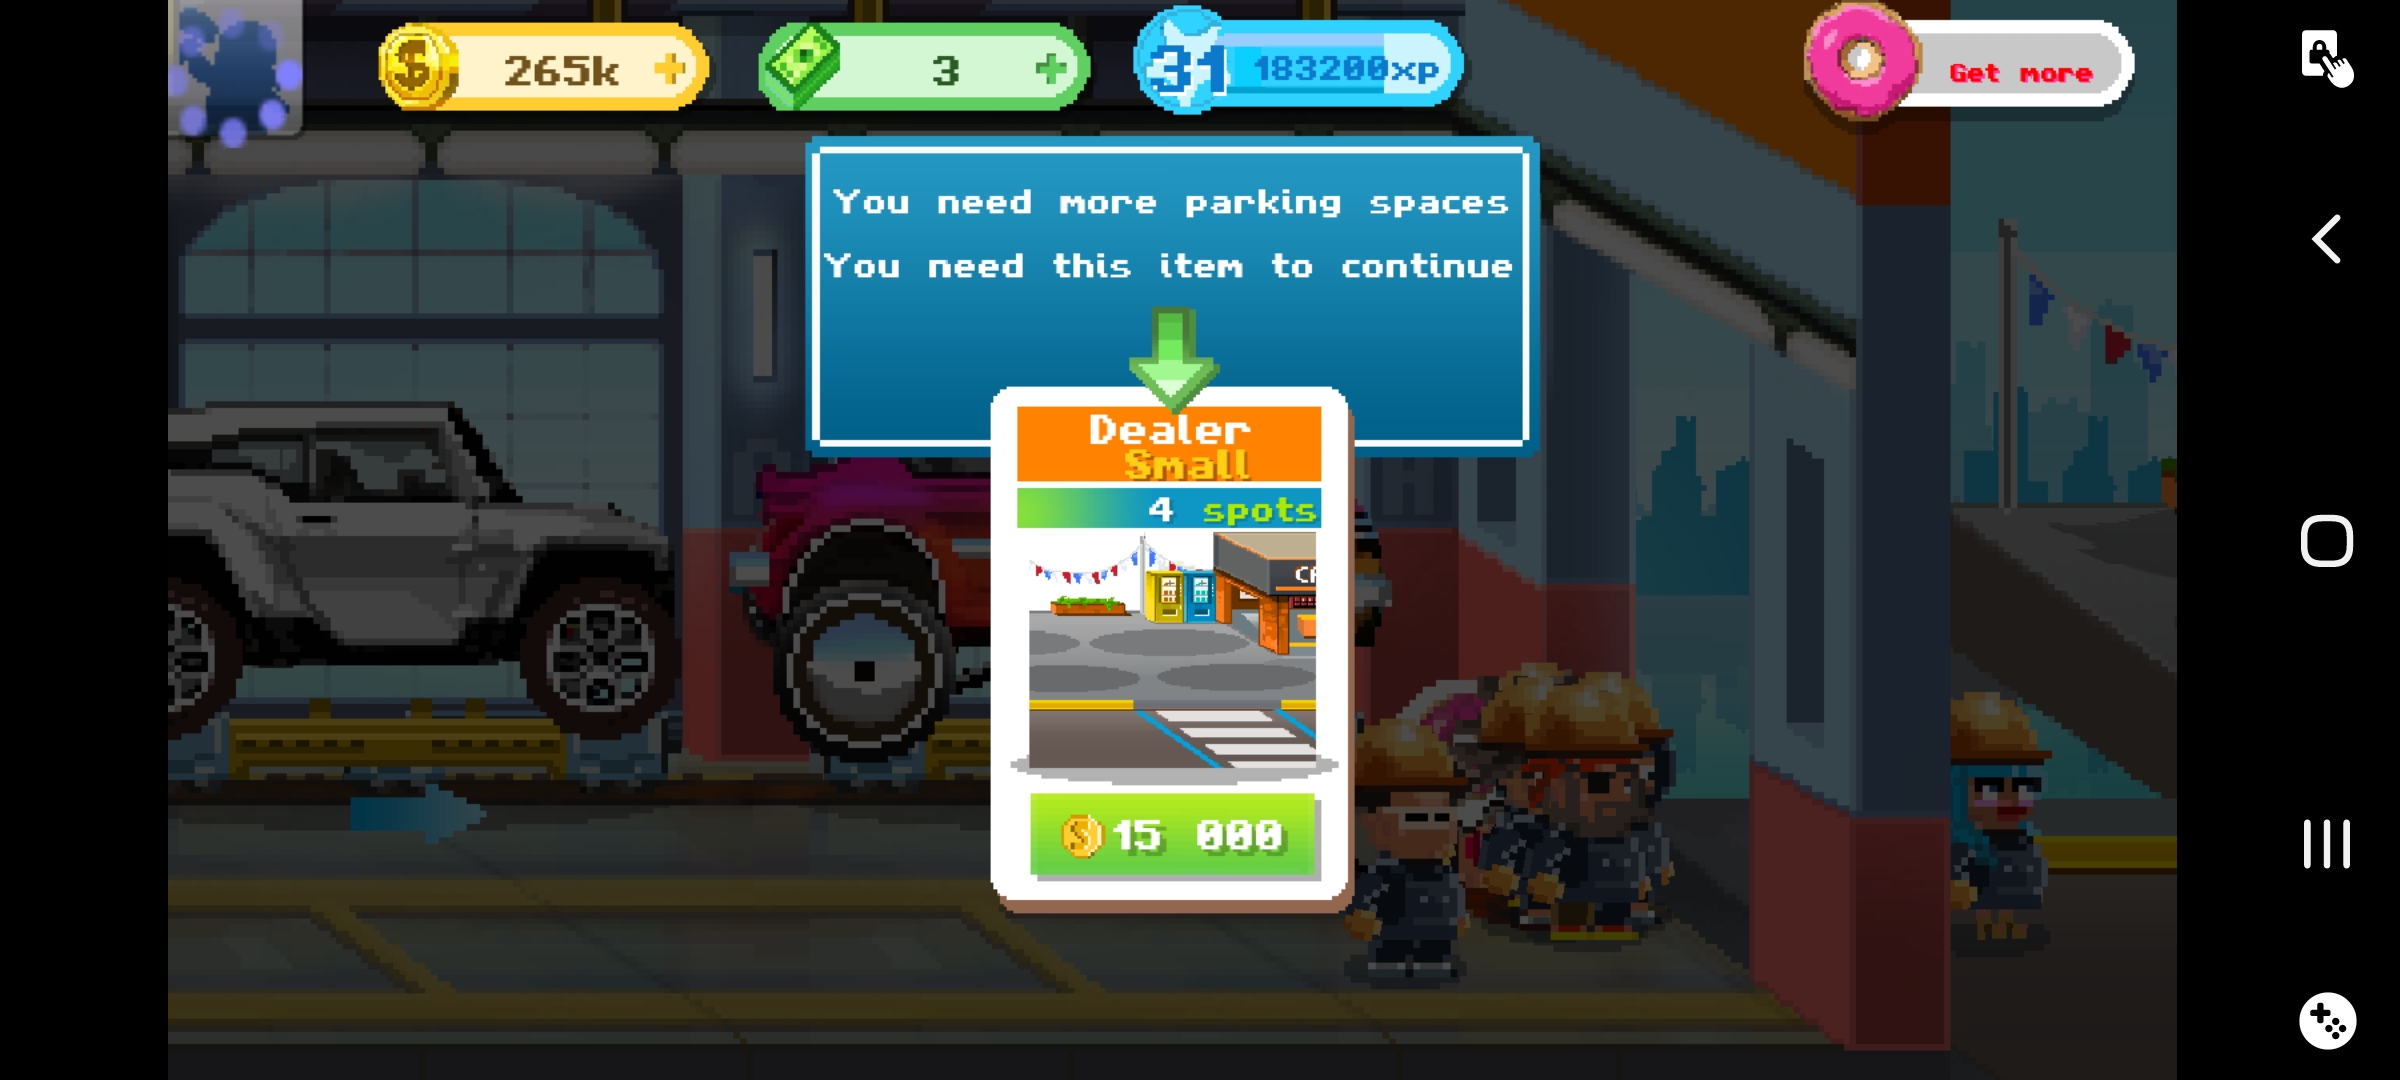 265k
3
31 183200xp
Get more
You need more parking spaces
You need this item to continue
Dealer
Small
4 spots
15 000